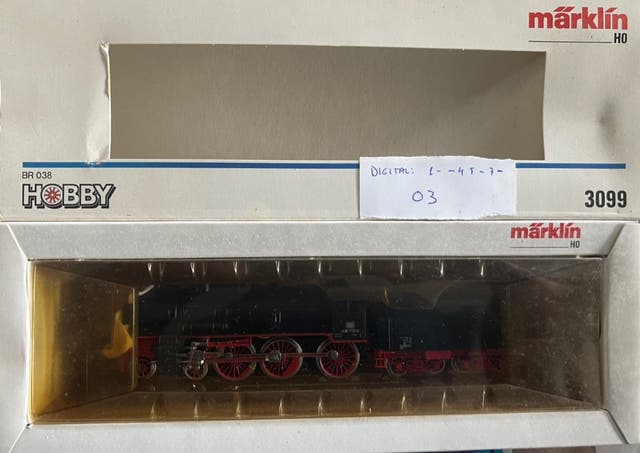 märklin
HO
BR 038
HOBBY
DIGITAL: 1 - - 4 5 - 7 -
03
3099
märklin
HO